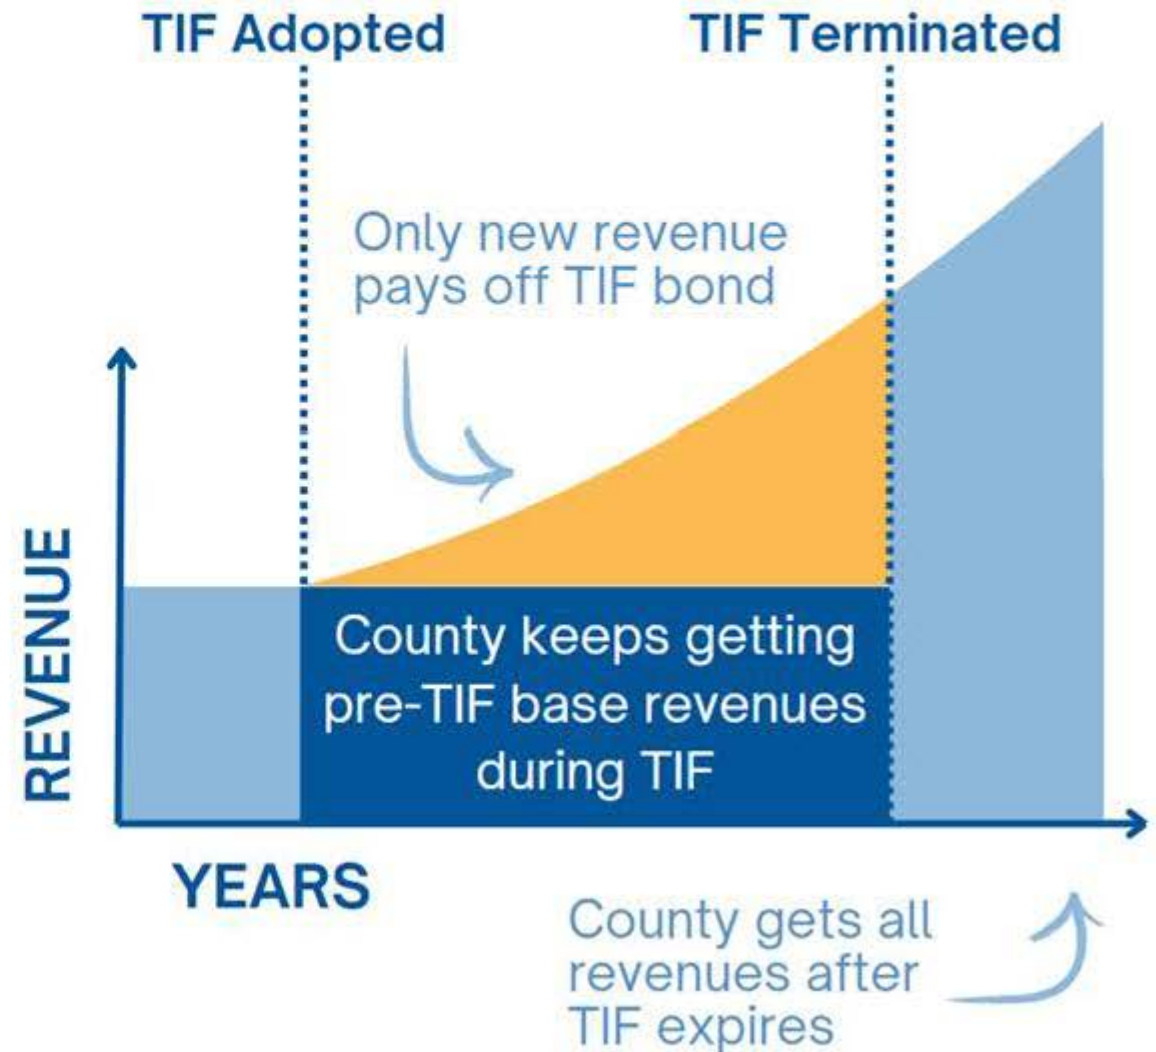 TIF Adopted
TIF Terminated
Only new revenue
pays off TIF bond
REVENUE
County keeps getting
pre-TIF base revenues
during TIF
YEARS
County gets all
revenues after
TIF expires